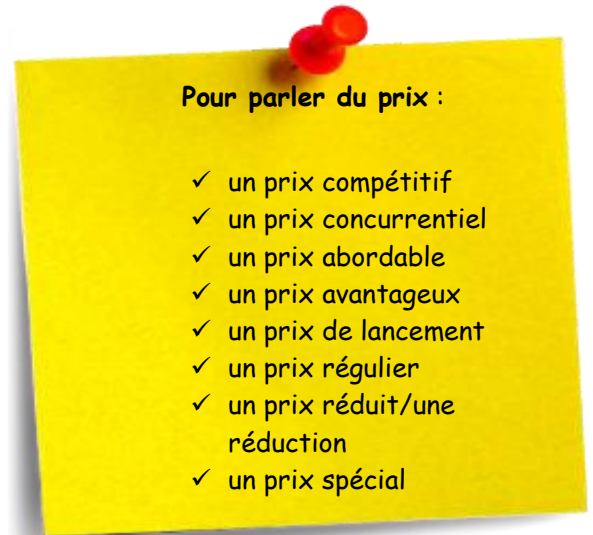 Pour parler du prix :
✓ un prix compétitif
✓ un prix concurrentiel
✓ un prix abordable
✓ un prix avantageux
✓ un prix de lancement
✓ un prix régulier
✓ un prix réduit/une
réduction
✓ un prix spécial